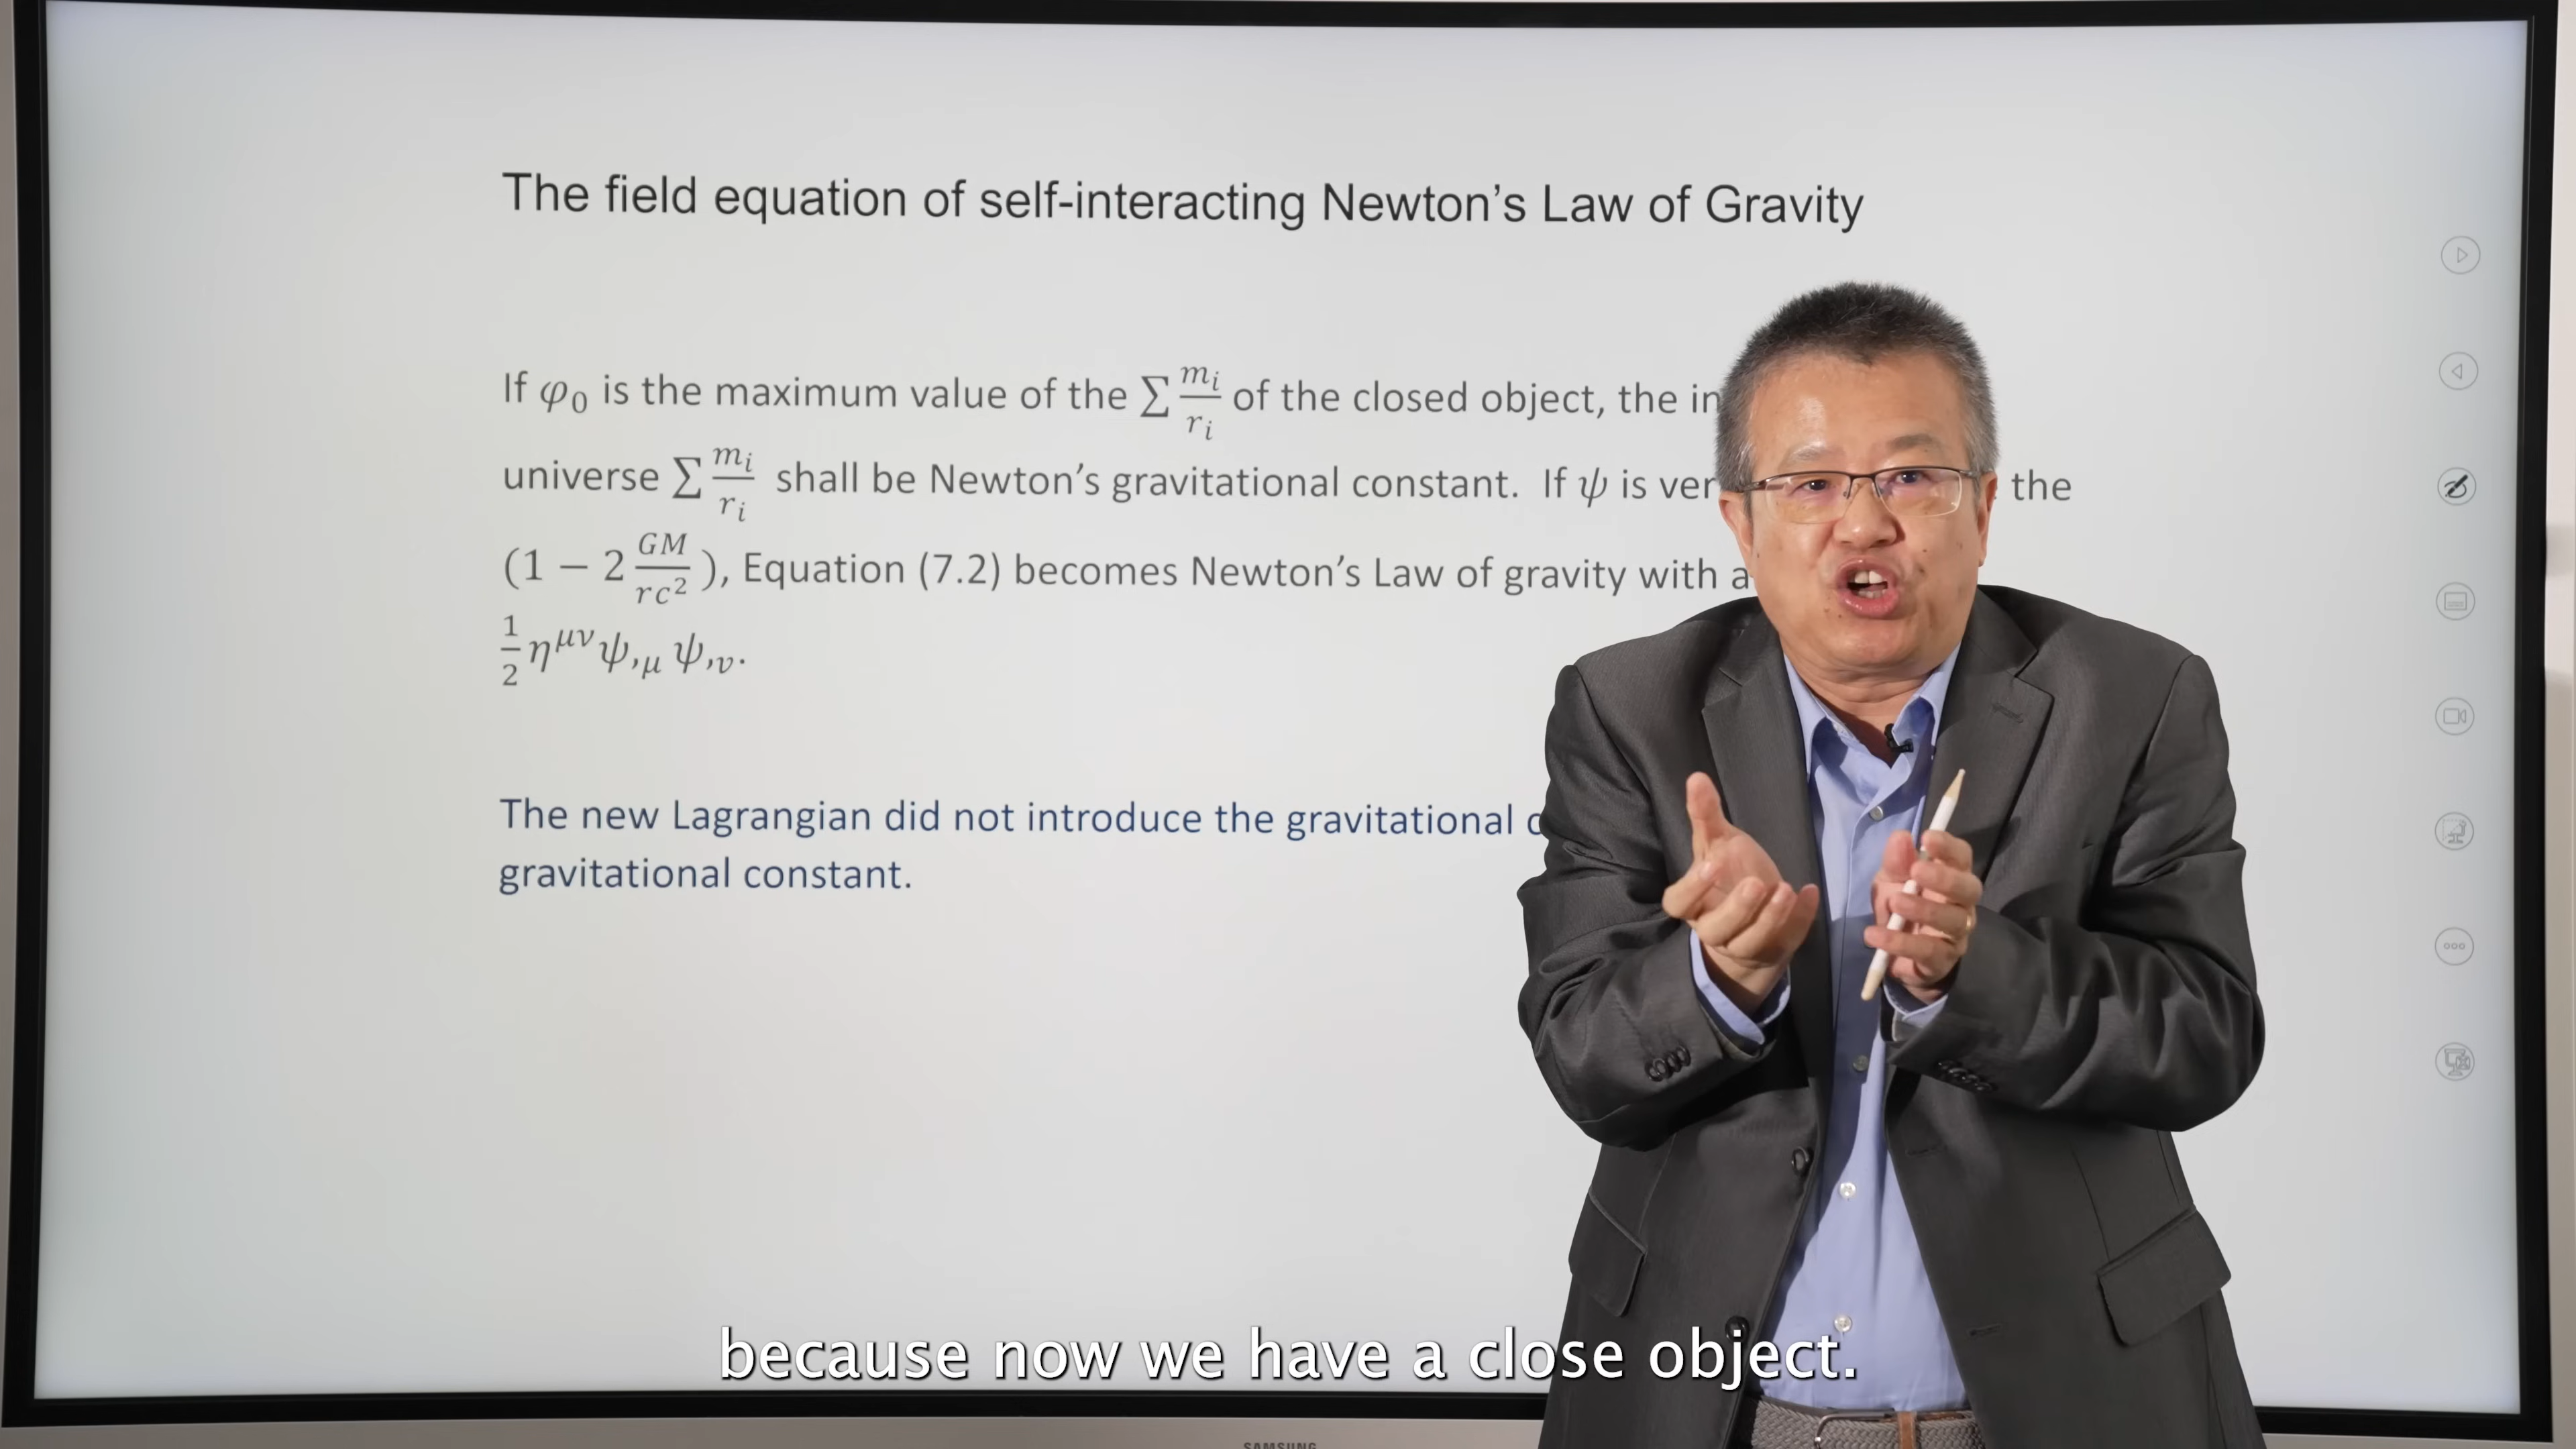 The field equation of self-interacting Newton's Law of Gravity
If φ₀ is the maximum value of the ∑ mᵢ/rᵢ of the closed object, the
universe ∑ mᵢ/rᵢ shall be Newton's gravitational constant. If ψ is the
(1 − 2 GM/rc²), Equation (7.2) becomes Newton's Law of gravity with
½ η^μν ψ,μ ψ,ν.
The new Lagrangian did not introduce the gravitational
gravitational constant.
because now we have a close object.
SAMSUNG